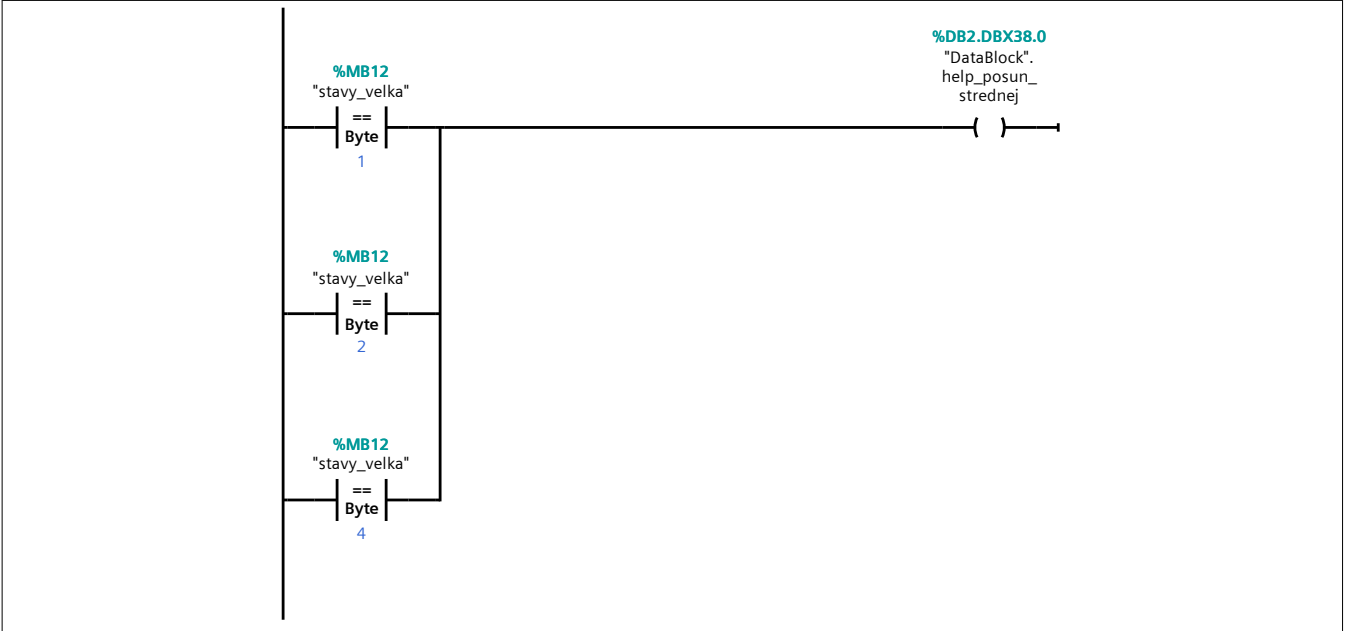 %DB2.DBX38.0
"DataBlock".
help_posun_
strednej
%MB12
"stavy_velka"
==
Byte
1
%MB12
"stavy_velka"
==
Byte
2
%MB12
"stavy_velka"
==
Byte
4